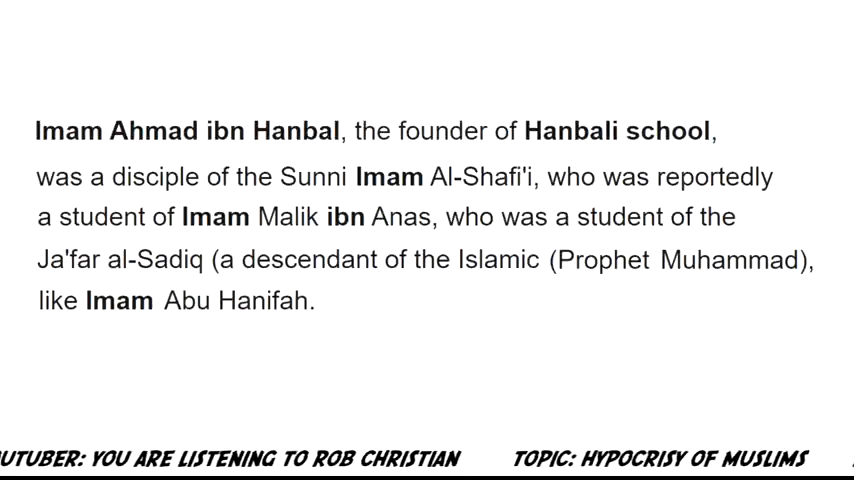 Imam Ahmad ibn Hanbal, the founder of Hanbali school,
was a disciple of the Sunni Imam Al-Shafi'i, who was reportedly
a student of Imam Malik ibn Anas, who was a student of the
Ja'far al-Sadiq (a descendant of the Islamic (Prophet Muhammad),
like Imam Abu Hanifah.
UTUBER: YOU ARE LISTENING TO ROB CHRISTIAN TOPIC: HYPOCRISY OF MUSLIMS